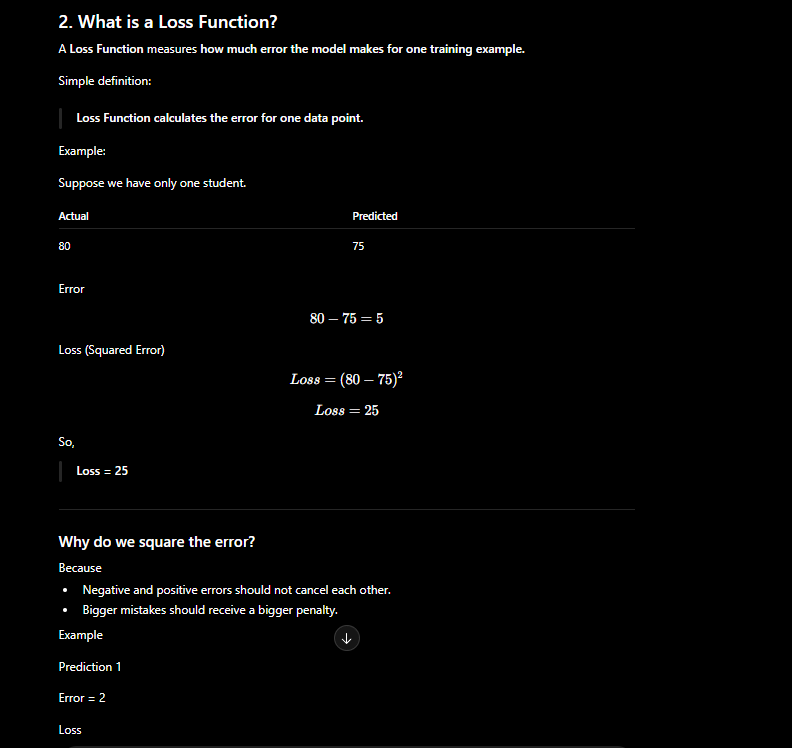 2. What is a Loss Function?
A Loss Function measures how much error the model makes for one training example.
Simple definition:
Loss Function calculates the error for one data point.
Example:
Suppose we have only one student.
Actual Predicted
80 75
Error
80 − 75 = 5
Loss (Squared Error)
Loss = (80 − 75)²
Loss = 25
So,
Loss = 25
Why do we square the error?
Because
• Negative and positive errors should not cancel each other.
• Bigger mistakes should receive a bigger penalty.
Example
Prediction 1
Error = 2
Loss